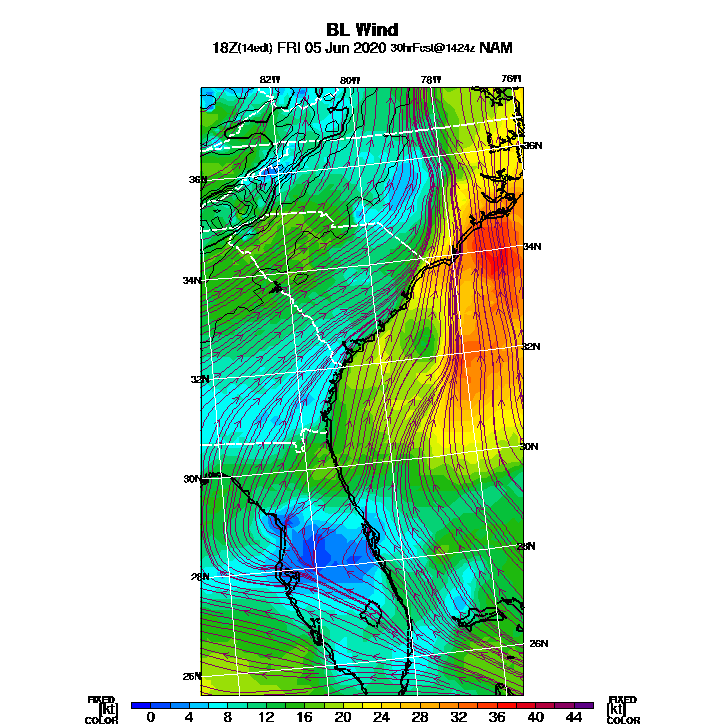 BL Wind
18Z(14edt) FRI 05 Jun 2020 30hrFcst@1424z NAM
82W 80W 78W 76W
36N
36N
34N
34N
32N
32N
30N
30N
28N
28N
26N
26N
FIXED FIXED
[kt] 0 4 8 12 16 20 24 28 32 36 40 44 [kt]
COLOR COLOR